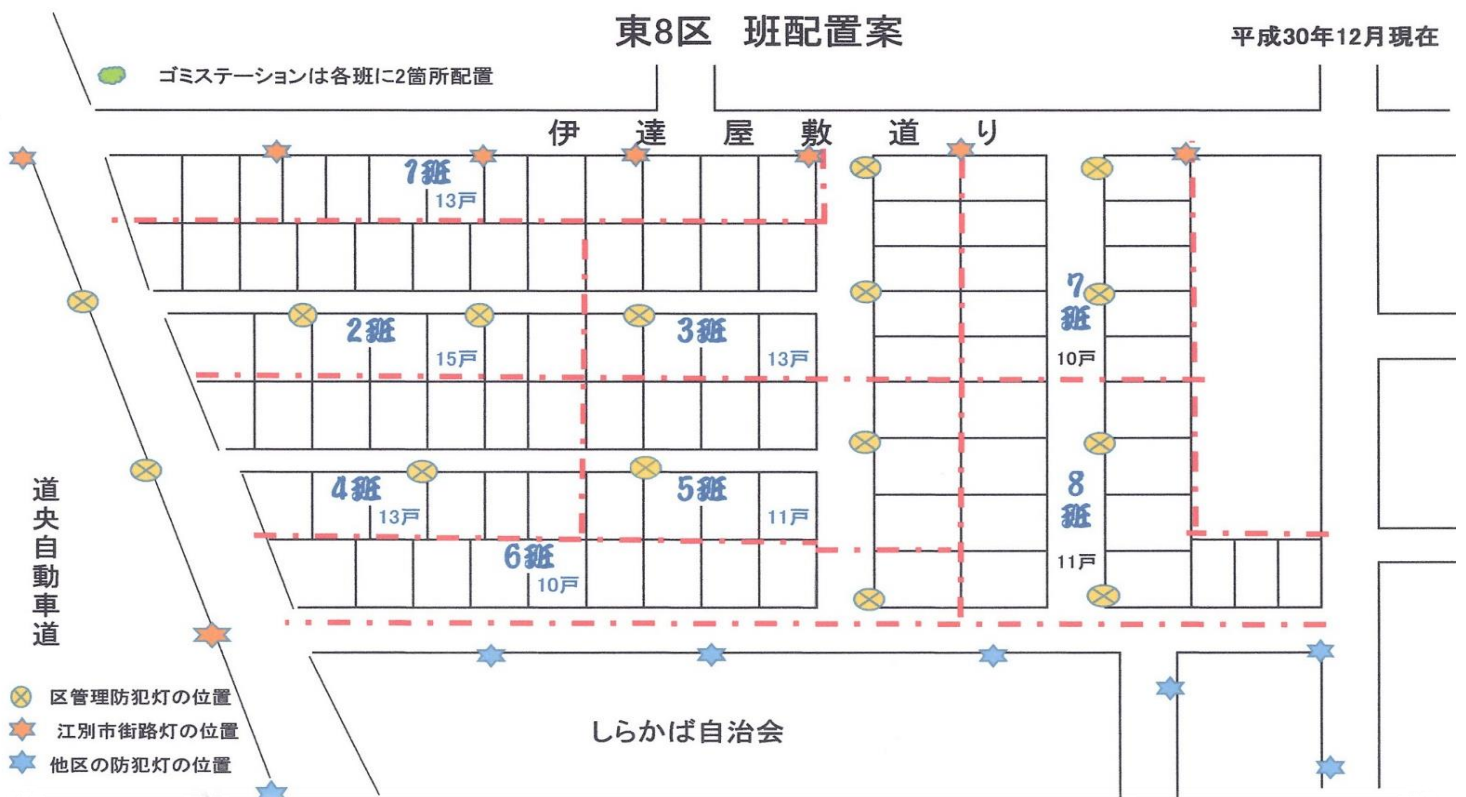 東8区 班配置案
平成30年12月現在
ゴミステーションは各班に2箇所配置
伊達屋敷道り
1班
13戸
2班
15戸
3班
13戸
7班
10戸
4班
13戸
5班
11戸
8班
11戸
6班
10戸
道央自動車道
区管理防犯灯の位置
江別市街路灯の位置
他区の防犯灯の位置
しらかば自治会